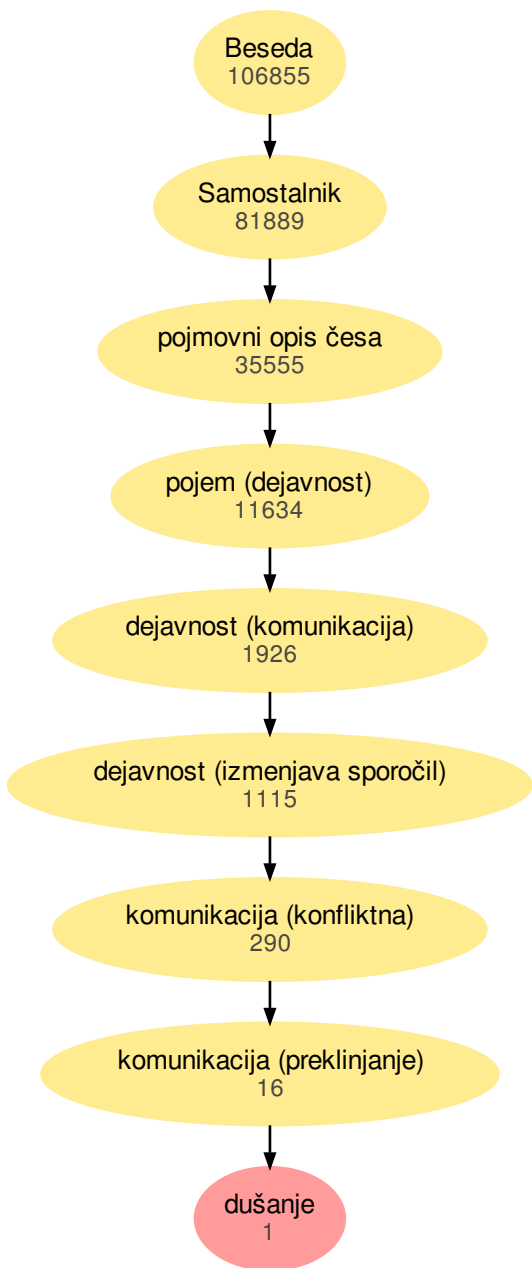 Beseda
106855
Samostalnik
81889
pojmovni opis česa
35555
pojem (dejavnost)
11634
dejavnost (komunikacija)
1926
dejavnost (izmenjava sporočil)
1115
komunikacija (konfliktna)
290
komunikacija (preklinjanje)
16
dušanje
1